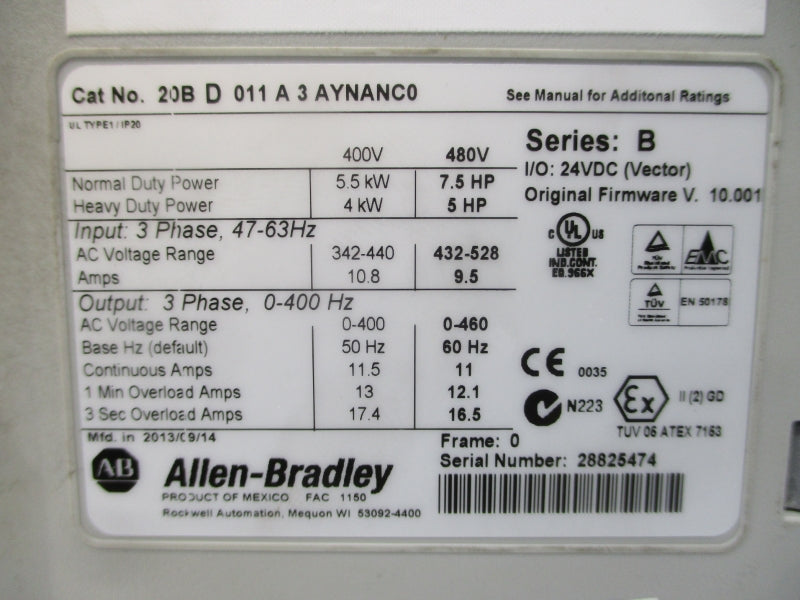 Cat No. 20B D 011 A 3 AYNANC0
See Manual for Additonal Ratings
UL TYPE1 / IP20
Series: B
I/O: 24VDC (Vector)
Original Firmware V. 10.001
400V 480V
Normal Duty Power 5.5 kW 7.5 HP
Heavy Duty Power 4 kW 5 HP
Input: 3 Phase, 47-63Hz
AC Voltage Range 342-440 432-528
Amps 10.8 9.5
Output: 3 Phase, 0-400 Hz
AC Voltage Range 0-400 0-460
Base Hz (default) 50 Hz 60 Hz
Continuous Amps 11.5 11
1 Min Overload Amps 13 12.1
3 Sec Overload Amps 17.4 16.5
Mfd. in 2013/09/14
c UL US
LISTED
IND.CONT.
E9.966X
EMC
TÜV
EN 50178
CE 0035
N223
Ex II (2) GD
TUV 05 ATEX 7153
Frame: 0
Serial Number: 28825474
AB Allen-Bradley
PRODUCT OF MEXICO FAC 1150
Rockwell Automation, Mequon WI 53092-4400